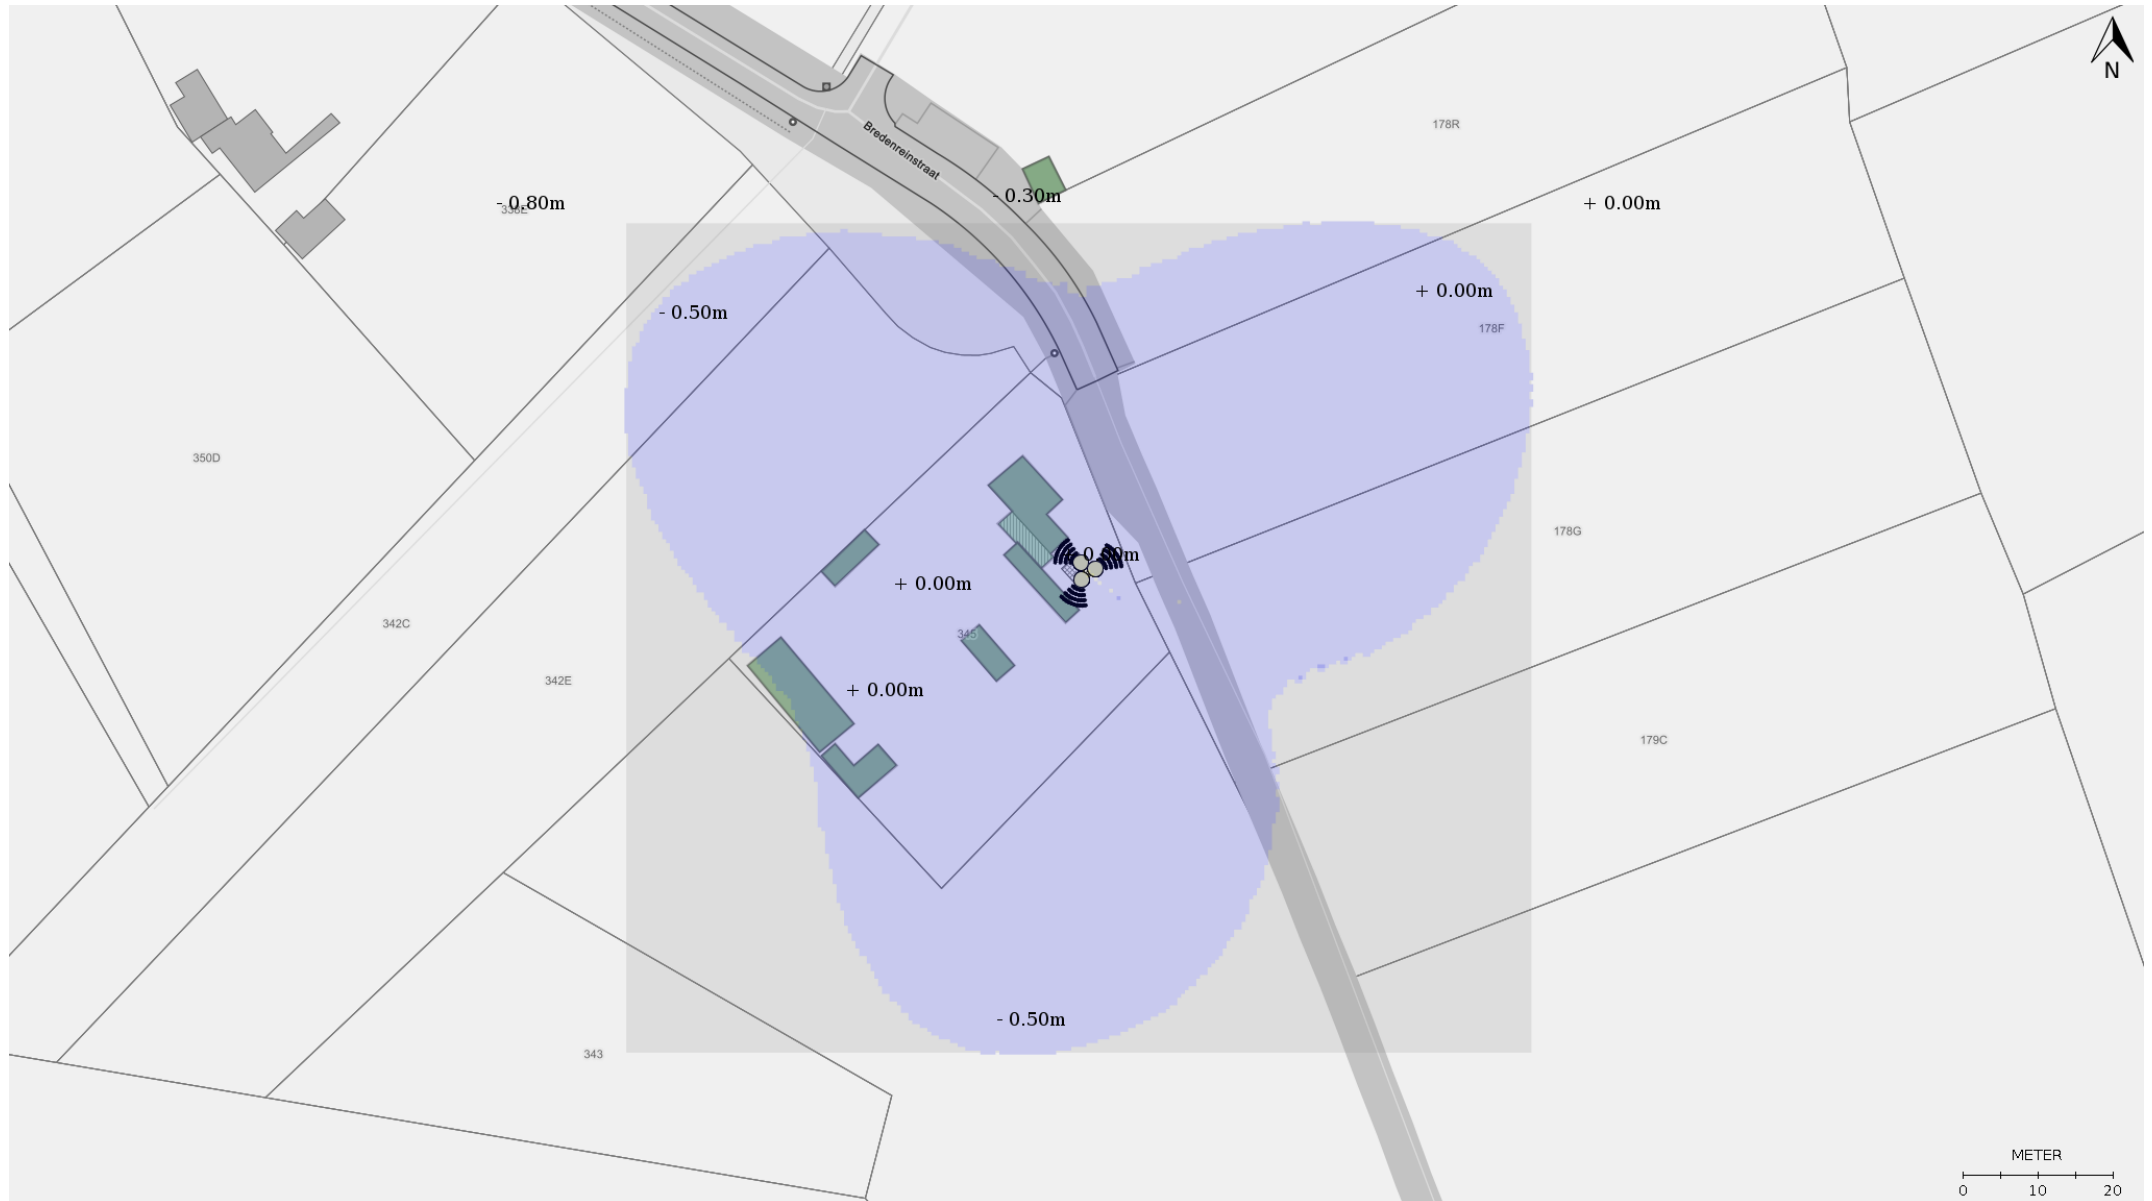 N
178R
Bredenreinstraat
- 0.30m
- 0.80m
+ 0.00m
+ 0.00m
- 0.50m
178F
350D
178G
+ 0.00m
342C
345
342E
+ 0.00m
179C
- 0.50m
343
METER
0 10 20